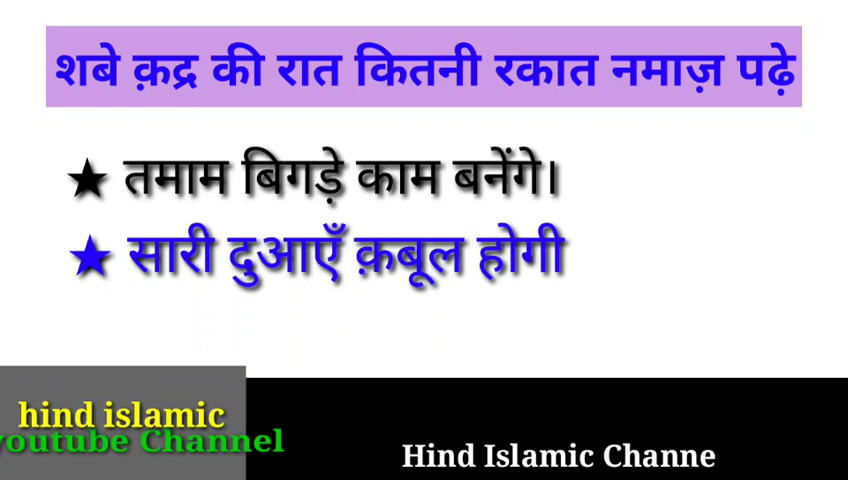 शबे क़द्र की रात कितनी रकात नमाज़ पढ़े
★ तमाम बिगड़े काम बनेंगे।
★ सारी दुआएँ क़बूल होगी
hind islamic
youtube Channel
Hind Islamic Channe